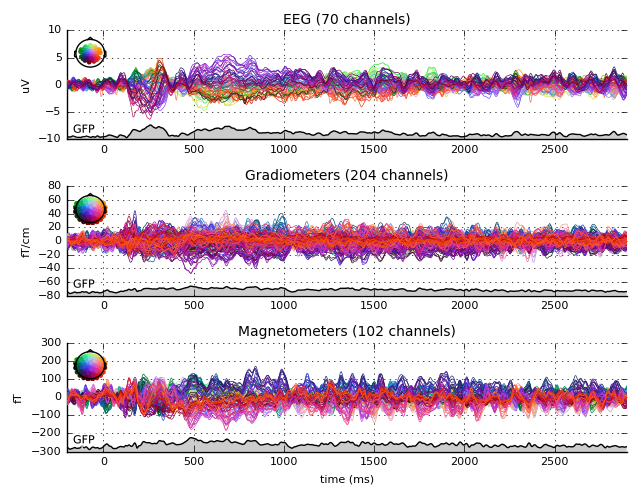 EEG (70 channels)
10
5
0
−5
−10
uV
GFP
0 500 1000 1500 2000 2500
Gradiometers (204 channels)
80
60
40
20
0
−20
−40
−60
−80
fT/cm
GFP
0 500 1000 1500 2000 2500
Magnetometers (102 channels)
300
200
100
0
−100
−200
−300
fT
GFP
0 500 1000 1500 2000 2500
time (ms)